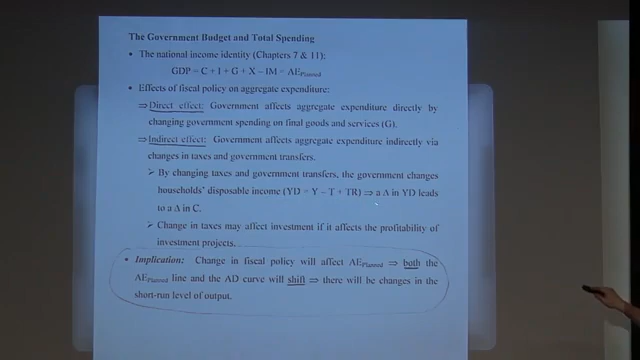 The Government Budget and Total Spending
• The national income identity (Chapters 7 & 11)
GDP = C + I + G + X – IM = AEPlanned
• Effects of fiscal policy on aggregate expenditure:
⇒ Direct effect: Government affects aggregate expenditure directly by
changing government spending on final goods and services (G).
⇒ Indirect effect: Government affects aggregate expenditure indirectly via
changes in taxes and government transfers.
➢ By changing taxes and government transfers, the government changes
households' disposable income (YD = Y – T + TR) ⇒ a Δ in YD leads
to a Δ in C.
➢ Change in taxes may affect investment if it affects the profitability of
investment projects.
• Implication: Change in fiscal policy will affect AEPlanned ⇒ both the
AEPlanned line and the AD curve will shift ⇒ there will be changes in the
short-run level of output.